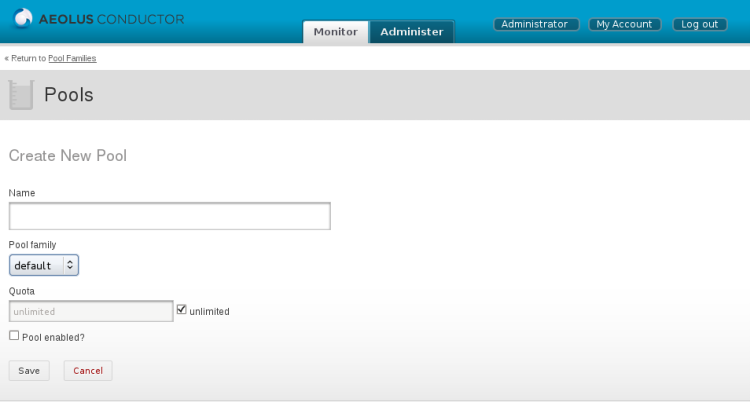 AEOLUS CONDUCTOR
Monitor
Administer
Administrator
My Account
Log out
« Return to Pool Families
Pools
Create New Pool
Name
Pool family
default
Quota
unlimited
unlimited
Pool enabled?
Save
Cancel